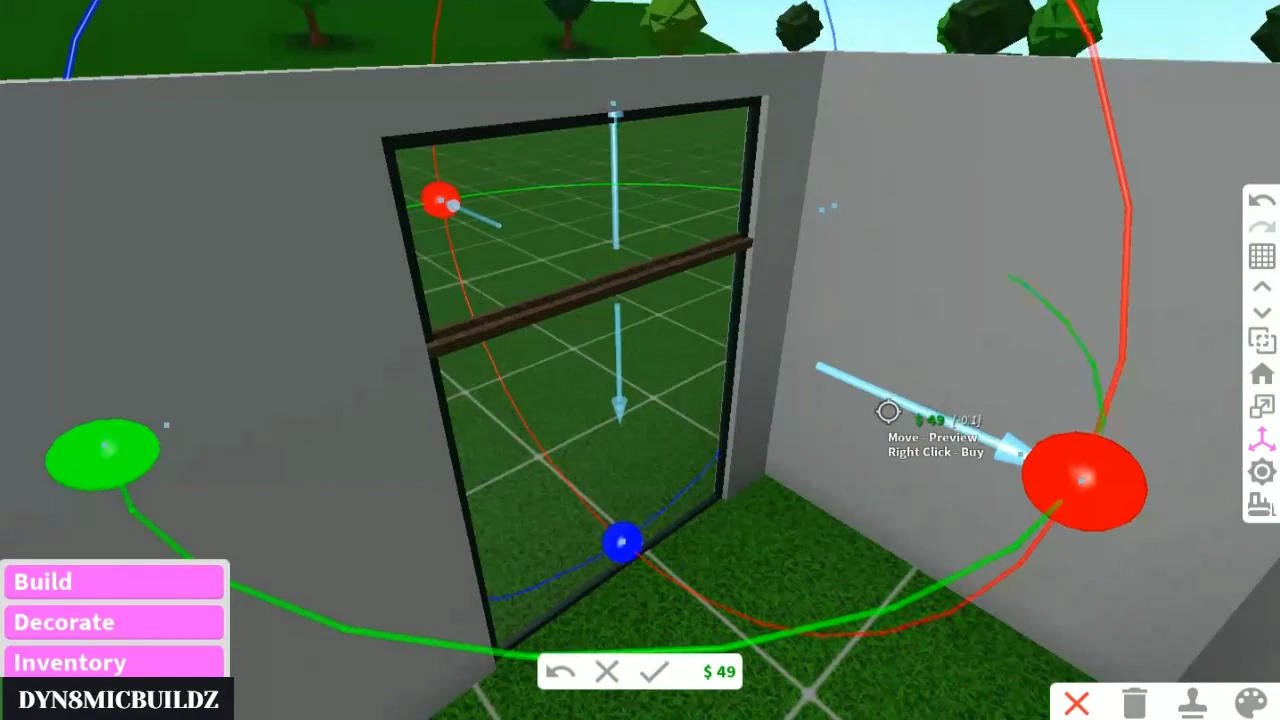 $ 49 [-0.1]
Move - Preview
Right Click - Buy
Build
Decorate
Inventory
DYN8MICBUILDZ
$ 49